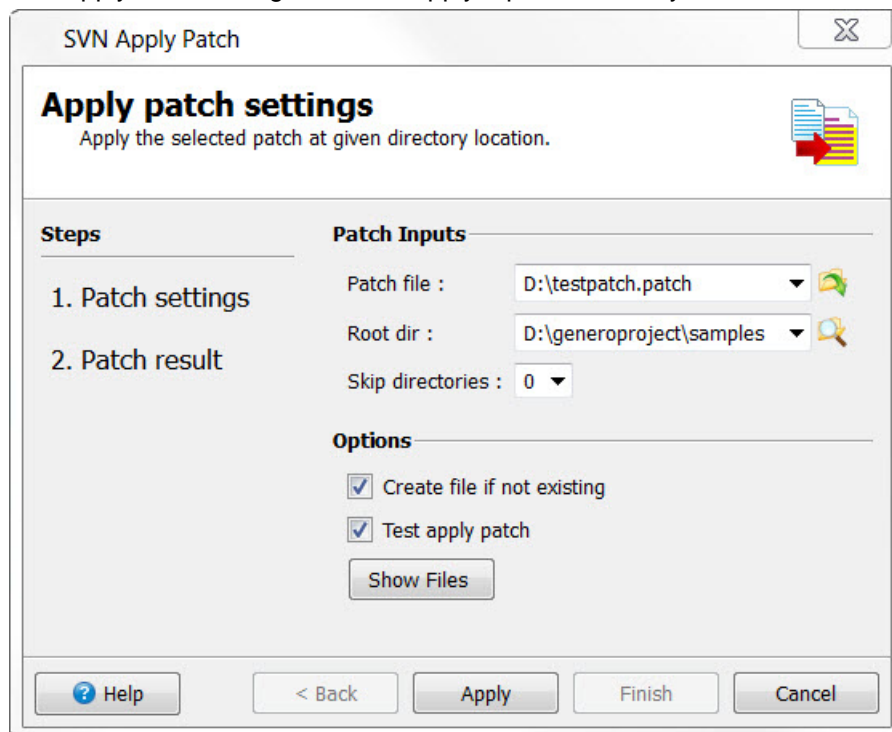 SVN Apply Patch
Apply patch settings
Apply the selected patch at given directory location.
Steps
1. Patch settings
2. Patch result
Patch Inputs
Patch file : D:\testpatch.patch
Root dir : D:\generoproject\samples
Skip directories : 0
Options
Create file if not existing
Test apply patch
Show Files
Help < Back Apply Finish Cancel